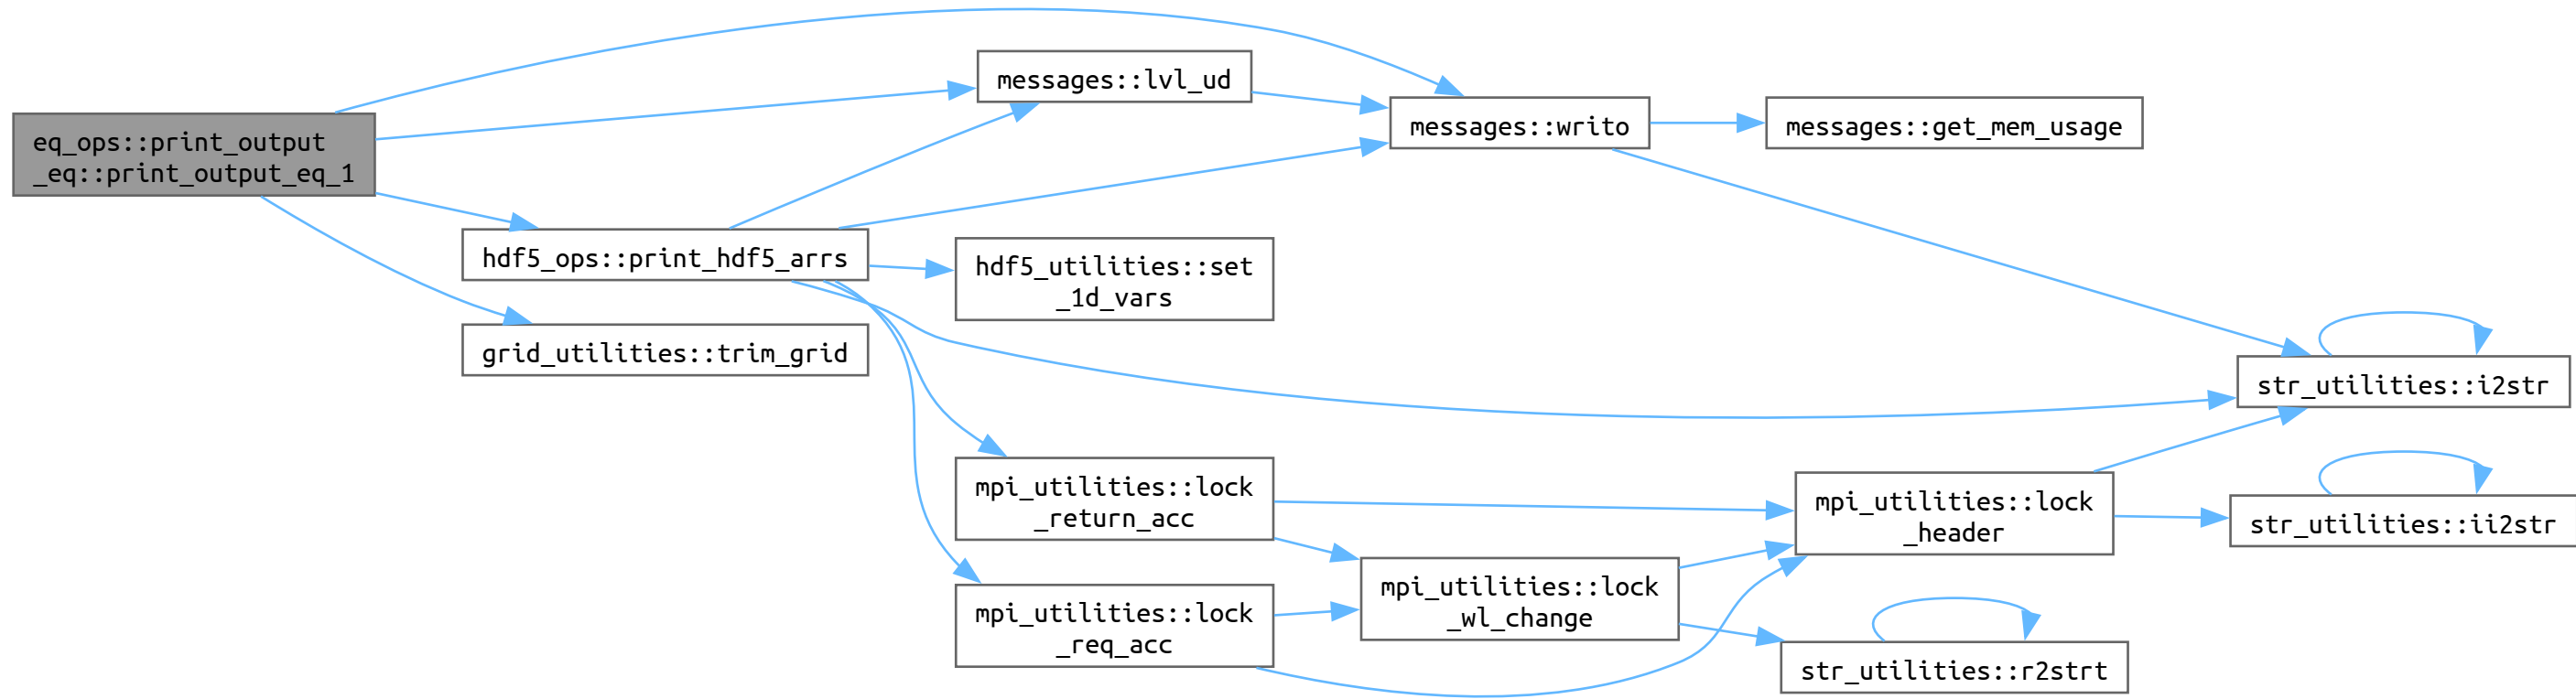 eq_ops::print_output
_eq::print_output_eq_1
messages::lvl_ud
messages::writo
messages::get_mem_usage
hdf5_ops::print_hdf5_arrs
hdf5_utilities::set
_1d_vars
grid_utilities::trim_grid
str_utilities::i2str
mpi_utilities::lock
_return_acc
mpi_utilities::lock
_header
str_utilities::ii2str
mpi_utilities::lock
_wl_change
mpi_utilities::lock
_req_acc
str_utilities::r2strt